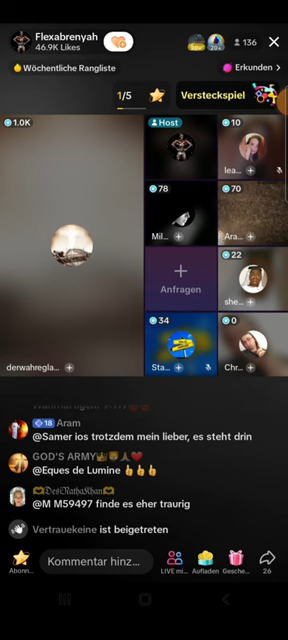 Flexabrenyah
46.9K Likes
20+
136
Wöchentliche Rangliste
Erkunden >
1/5
Versteckspiel
1.0K
Host
10
lea...
78
70
Mil...
Ara...
Anfragen
22
she...
34
0
derwahregla...
Sta...
Chr...
18 Aram
@Samer ios trotzdem mein lieber, es steht drin
GOD'S ARMY
@Eques de Lumine
DesiNathaKhan
@M M59497 finde es eher traurig
Vertrauekeine ist beigetreten
Kommentar hinz...
Abonn...
LIVE mi...
Aufladen
Gesche...
26